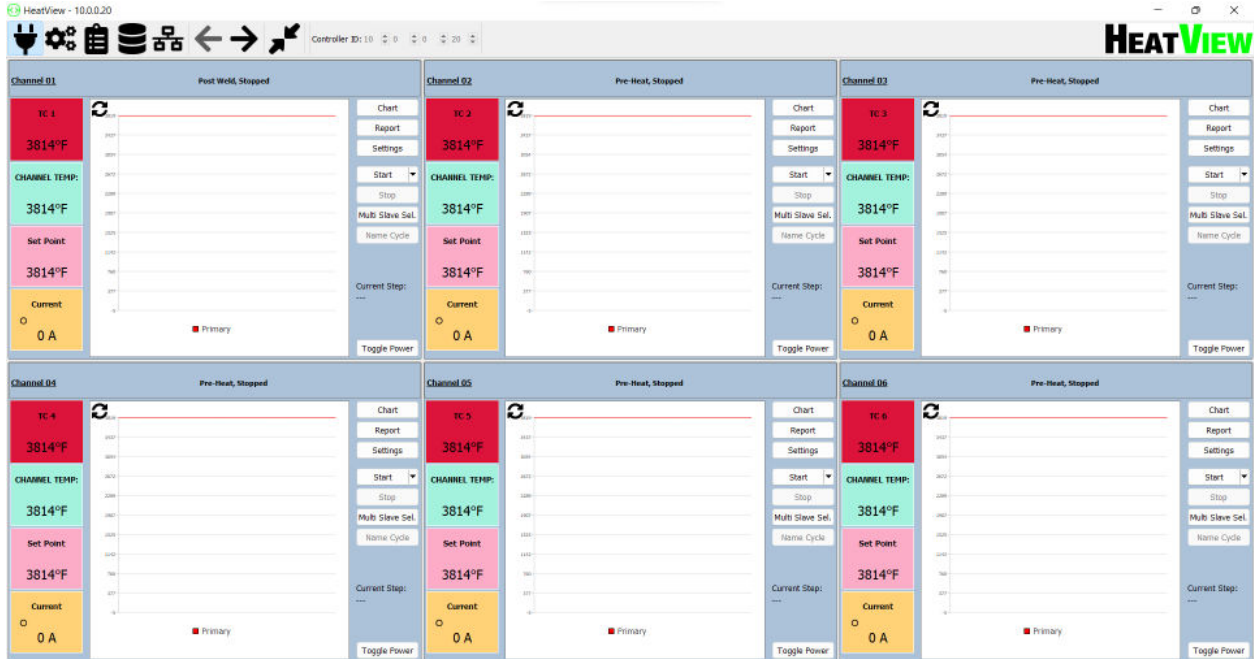 HeatView - 10.0.0.20
Controller ID: 10 0 0 20
HEATVIEW
Channel 01
Post Weld, Stopped
TC 1
3814°F
CHANNEL TEMP:
3814°F
Set Point
3814°F
Current
0 A
Primary
Chart
Report
Settings
Start
Stop
Multi Slave Sel.
Name Cycle
Current Step:
---
Toggle Power
Channel 02
Pre-Heat, Stopped
TC 2
3814°F
CHANNEL TEMP:
3814°F
Set Point
3814°F
Current
0 A
Primary
Chart
Report
Settings
Start
Stop
Multi Slave Sel.
Name Cycle
Current Step:
---
Toggle Power
Channel 03
Pre-Heat, Stopped
TC 3
3814°F
CHANNEL TEMP:
3814°F
Set Point
3814°F
Current
0 A
Primary
Chart
Report
Settings
Start
Stop
Multi Slave Sel.
Name Cycle
Current Step:
---
Toggle Power
Channel 04
Pre-Heat, Stopped
TC 4
3814°F
CHANNEL TEMP:
3814°F
Set Point
3814°F
Current
0 A
Primary
Chart
Report
Settings
Start
Stop
Multi Slave Sel.
Name Cycle
Current Step:
---
Toggle Power
Channel 05
Pre-Heat, Stopped
TC 5
3814°F
CHANNEL TEMP:
3814°F
Set Point
3814°F
Current
0 A
Primary
Chart
Report
Settings
Start
Stop
Multi Slave Sel.
Name Cycle
Current Step:
---
Toggle Power
Channel 06
Pre-Heat, Stopped
TC 6
3814°F
CHANNEL TEMP:
3814°F
Set Point
3814°F
Current
0 A
Primary
Chart
Report
Settings
Start
Stop
Multi Slave Sel.
Name Cycle
Current Step:
---
Toggle Power